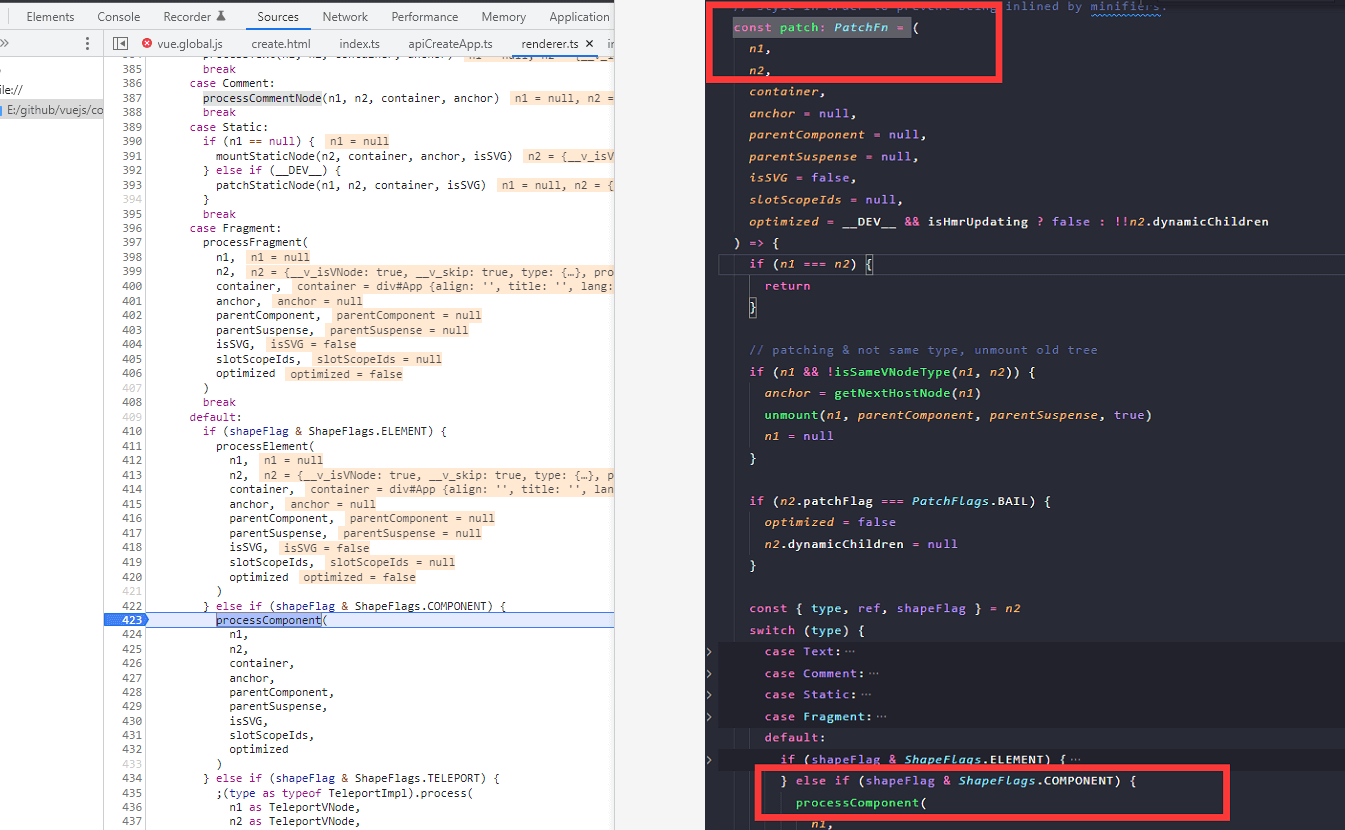 Elements Console Recorder Sources Network Performance Memory Application
» vue.global.js create.html index.ts apiCreateApp.ts renderer.ts ×
ile://
E:/github/vuejs/co
385 break
386 case Comment:
387 processCommentNode(n1, n2, container, anchor) n1 = null, n2 =
388 break
389 case Static:
390 if (n1 == null) { n1 = null
391 mountStaticNode(n2, container, anchor, isSVG) n2 = {__v_isV
392 } else if (__DEV__) {
393 patchStaticNode(n1, n2, container, isSVG) n1 = null, n2 = {
394 }
395 break
396 case Fragment:
397 processFragment(
398 n1, n1 = null
399 n2, n2 = {__v_isVNode: true, __v_skip: true, type: {…}, pro
400 container, container = div#App {align: '', title: '', lang:
401 anchor, anchor = null
402 parentComponent, parentComponent = null
403 parentSuspense, parentSuspense = null
404 isSVG, isSVG = false
405 slotScopeIds, slotScopeIds = null
406 optimized optimized = false
407 )
408 break
409 default:
410 if (shapeFlag & ShapeFlags.ELEMENT) {
411 processElement(
412 n1, n1 = null
413 n2, n2 = {__v_isVNode: true, __v_skip: true, type: {…}, p
414 container, container = div#App {align: '', title: '', lan
415 anchor, anchor = null
416 parentComponent, parentComponent = null
417 parentSuspense, parentSuspense = null
418 isSVG, isSVG = false
419 slotScopeIds, slotScopeIds = null
420 optimized optimized = false
421 )
422 } else if (shapeFlag & ShapeFlags.COMPONENT) {
423 processComponent(
424 n1,
425 n2,
426 container,
427 anchor,
428 parentComponent,
429 parentSuspense,
430 isSVG,
431 slotScopeIds,
432 optimized
433 )
434 } else if (shapeFlag & ShapeFlags.TELEPORT) {
435 ;(type as typeof TeleportImpl).process(
436 n1 as TeleportVNode,
437 n2 as TeleportVNode,
// style in order to prevent being inlined by minifiers.
const patch: PatchFn = (
n1,
n2,
container,
anchor = null,
parentComponent = null,
parentSuspense = null,
isSVG = false,
slotScopeIds = null,
optimized = __DEV__ && isHmrUpdating ? false : !!n2.dynamicChildren
) => {
if (n1 === n2) {
return
}
// patching & not same type, unmount old tree
if (n1 && !isSameVNodeType(n1, n2)) {
anchor = getNextHostNode(n1)
unmount(n1, parentComponent, parentSuspense, true)
n1 = null
}
if (n2.patchFlag === PatchFlags.BAIL) {
optimized = false
n2.dynamicChildren = null
}
const { type, ref, shapeFlag } = n2
switch (type) {
case Text:⋯
case Comment:⋯
case Static:⋯
case Fragment:⋯
default:
if (shapeFlag & ShapeFlags.ELEMENT) {⋯
} else if (shapeFlag & ShapeFlags.COMPONENT) {
processComponent(
n1,